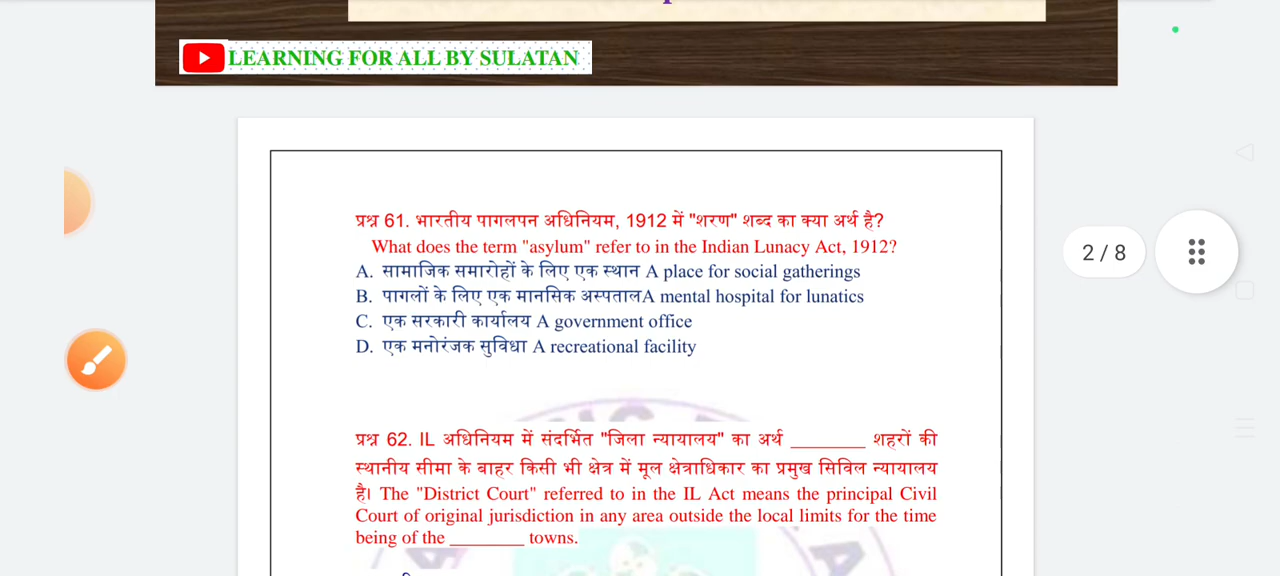 LEARNING FOR ALL BY SULATAN
2 / 8
प्रश्न 61. भारतीय पागलपन अधिनियम, 1912 में "शरण" शब्द का क्या अर्थ है?
What does the term "asylum" refer to in the Indian Lunacy Act, 1912?
A. सामाजिक समारोहों के लिए एक स्थान A place for social gatherings
B. पागलों के लिए एक मानसिक अस्पतालA mental hospital for lunatics
C. एक सरकारी कार्यालय A government office
D. एक मनोरंजक सुविधा A recreational facility
प्रश्न 62. IL अधिनियम में संदर्भित "जिला न्यायालय" का अर्थ ________ शहरों की
स्थानीय सीमा के बाहर किसी भी क्षेत्र में मूल क्षेत्राधिकार का प्रमुख सिविल न्यायालय
है। The "District Court" referred to in the IL Act means the principal Civil
Court of original jurisdiction in any area outside the local limits for the time
being of the ________ towns.